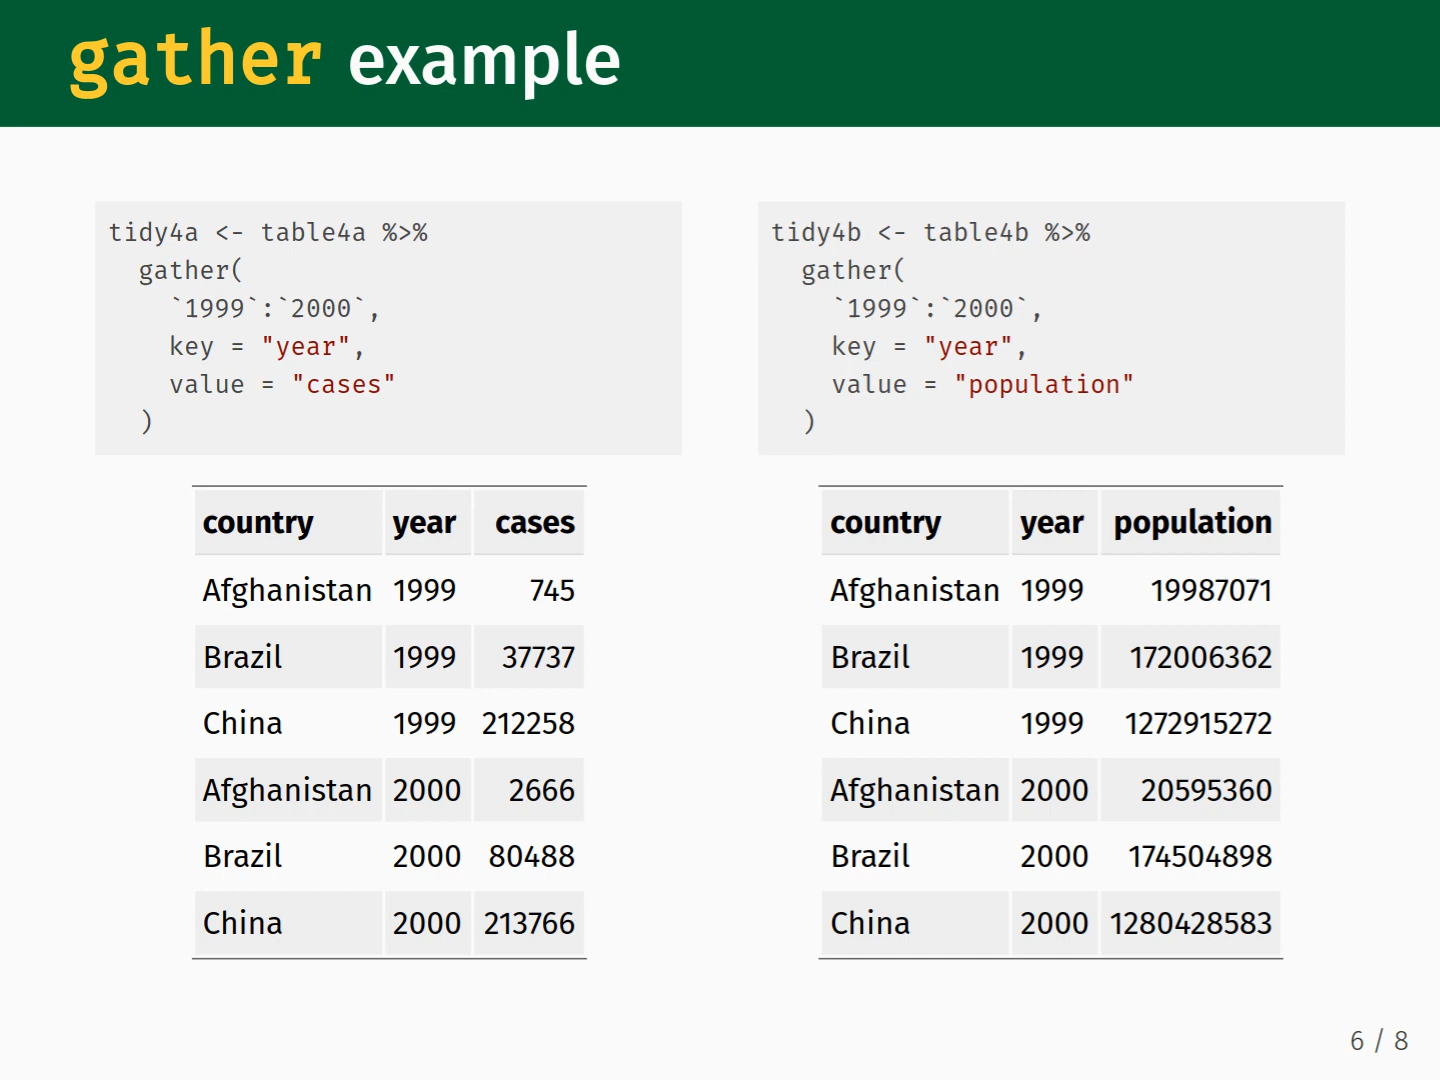 gather example
tidy4a <- table4a %>%
  gather(
    `1999`:`2000`,
    key = "year",
    value = "cases"
  )
country year cases
Afghanistan 1999 745
Brazil 1999 37737
China 1999 212258
Afghanistan 2000 2666
Brazil 2000 80488
China 2000 213766
tidy4b <- table4b %>%
  gather(
    `1999`:`2000`,
    key = "year",
    value = "population"
  )
country year population
Afghanistan 1999 19987071
Brazil 1999 172006362
China 1999 1272915272
Afghanistan 2000 20595360
Brazil 2000 174504898
China 2000 1280428583
6 / 8